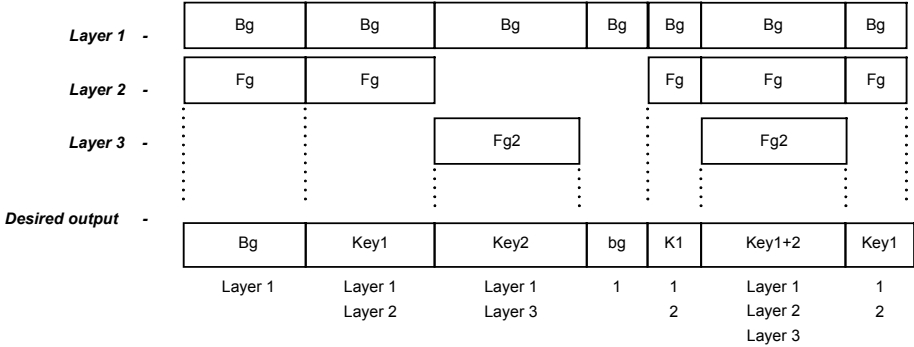 Layer 1 - Bg Bg Bg Bg Bg Bg Bg
Layer 2 - Fg Fg Fg Fg Fg
Layer 3 - Fg2 Fg2
Desired output - Bg Key1 Key2 bg K1 Key1+2 Key1
Layer 1 Layer 1 Layer 1 1 1 Layer 1 1
Layer 2 Layer 3 2 Layer 2 2
Layer 3